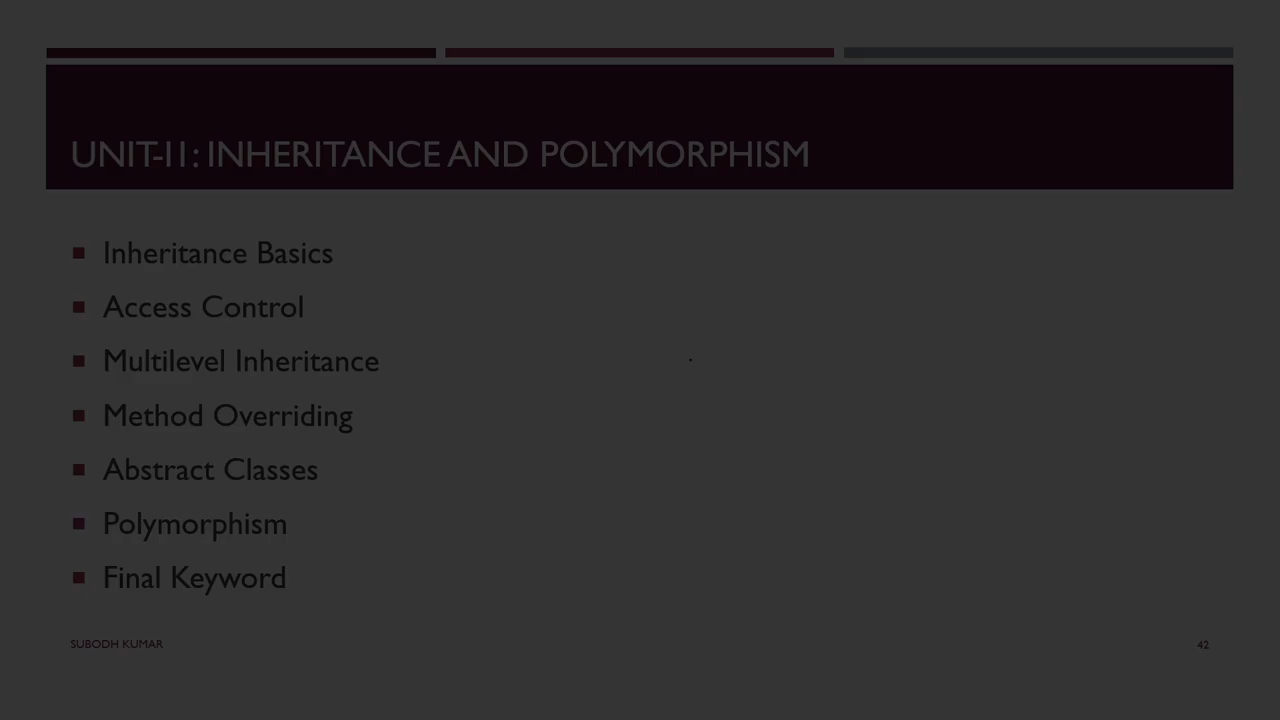 UNIT-II: INHERITANCE AND POLYMORPHISM
Inheritance Basics
Access Control
Multilevel Inheritance
Method Overriding
Abstract Classes
Polymorphism
Final Keyword
SUBODH KUMAR
42